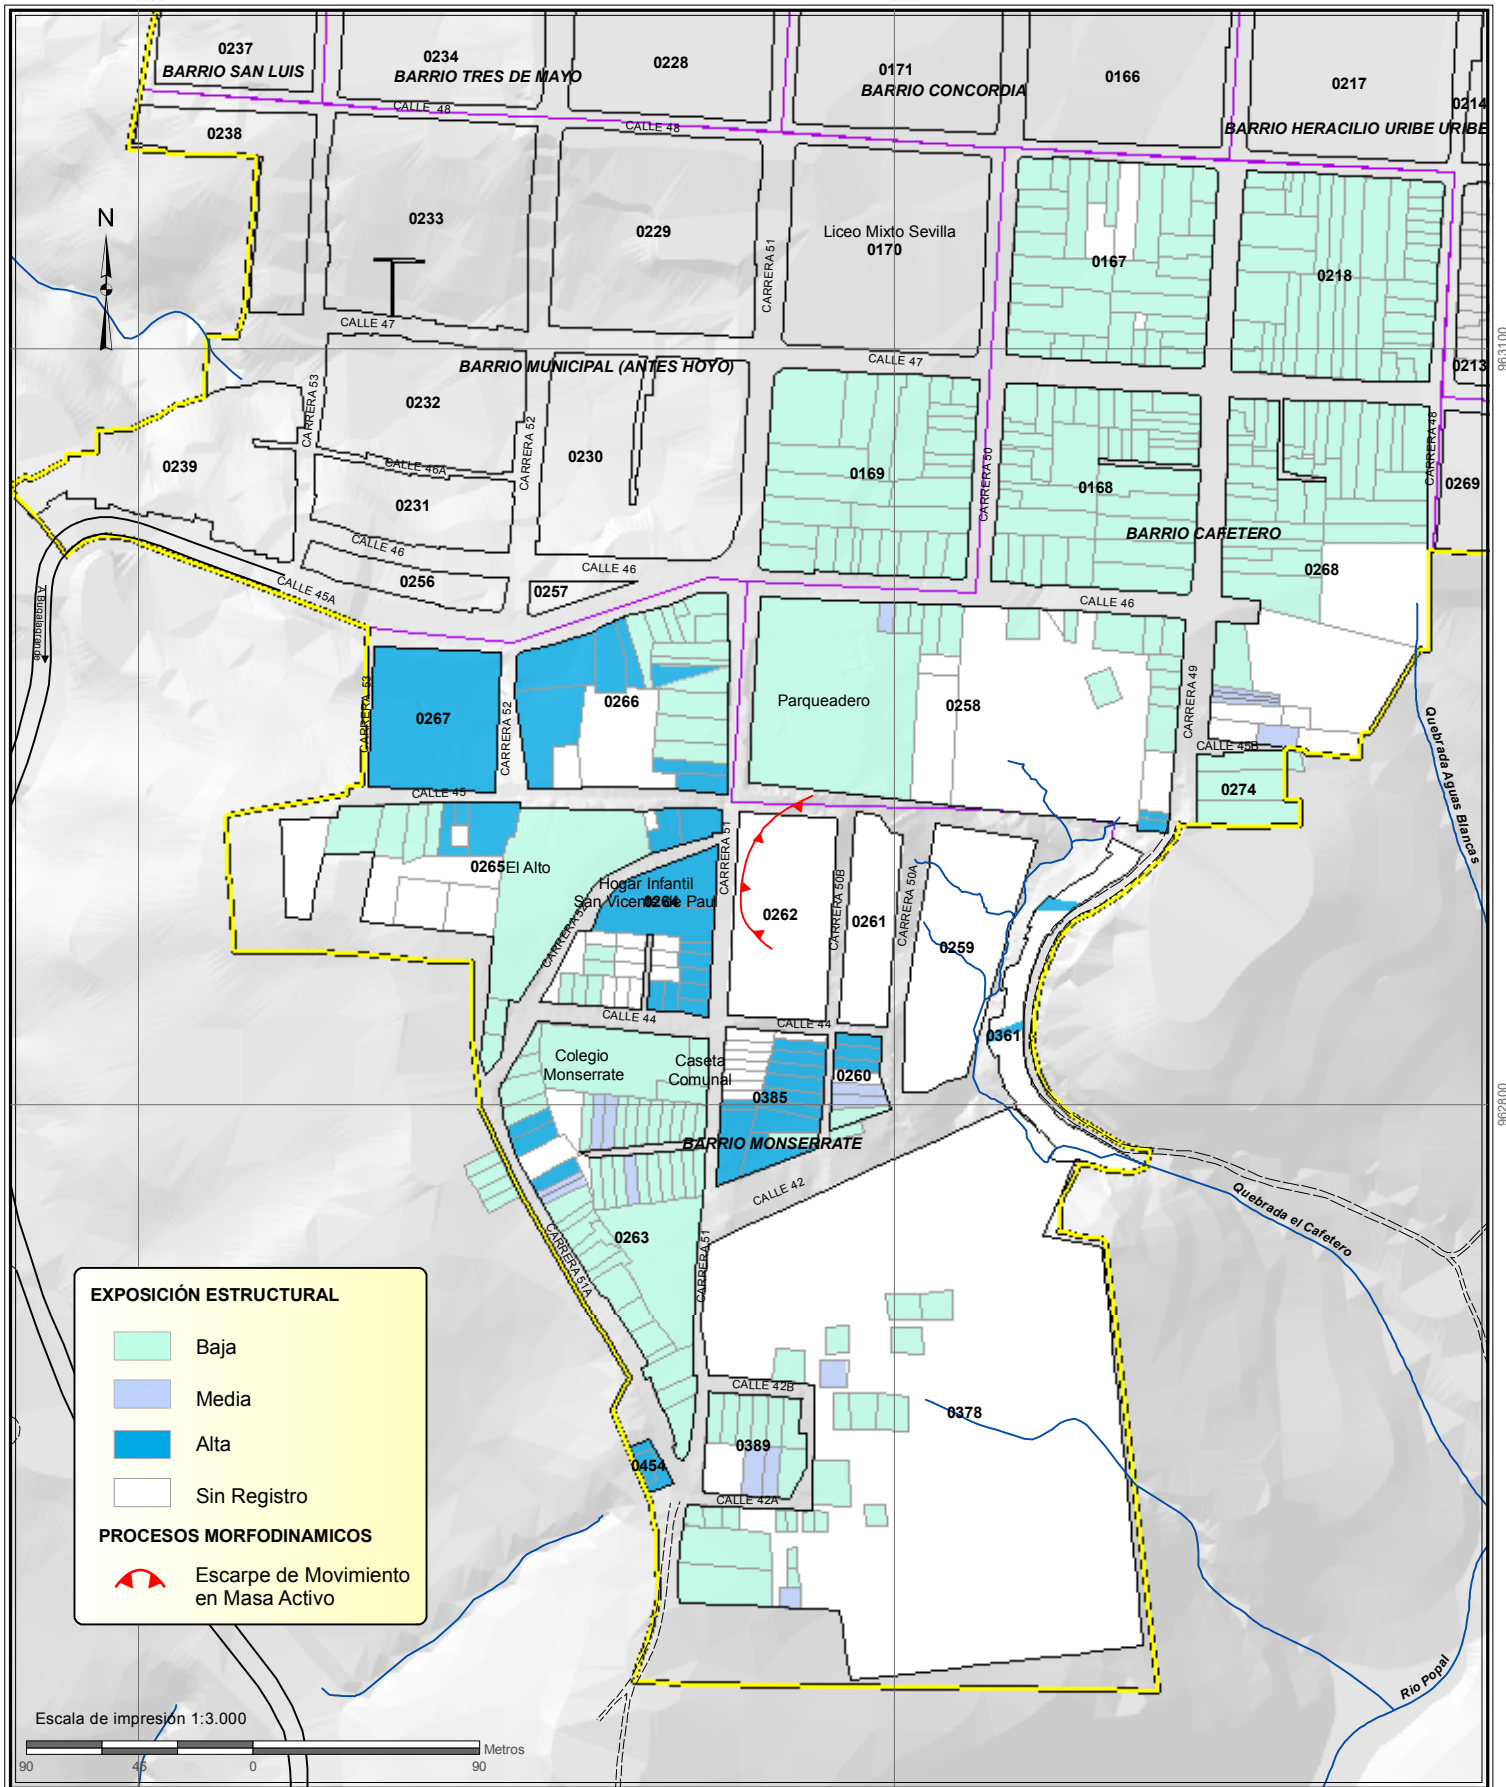 0237
BARRIO SAN LUIS
0234
BARRIO TRES DE MAYO
0228
0171
BARRIO CONCORDIA
0166
0217
0214
BARRIO HERACILIO URIBE URIBE
CALLE 48
CALLE 48
0238
N
0233
0229
CARRERA 51
Liceo Mixto Sevilla
0170
0167
0218
CALLE 47
CALLE 47
963100
0213
BARRIO MUNICIPAL (ANTES HOYO)
CARRERA 53
0232
CARRERA 52
0230
0239
CALLE 46A
0231
0169
CARRERA 50
0168
CARRERA 48
0269
BARRIO CAFETERO
CALLE 46
CALLE 46
0268
0256
CALLE 45A
0257
CALLE 46
A Bugalagrande
CARRERA 53
0267
CARRERA 52
0266
Parqueadero
0258
CARRERA 49
CALLE 45B
Quebrada Aguas Blancas
0274
CALLE 45
0265
El Alto
CARRERA 51
Hogar Infantil
San Vicente de Paul
0264
CARRERA 52
0262
CARRERA 50B
0261
CARRERA 50A
0259
CALLE 44
CALLE 44
0361
Colegio
Monserrate
Caseta
Comunal
0260
0385
962800
BARRIO MONSERRATE
CALLE 42
Quebrada el Cafetero
0263
CARRERA 51
CARRERA 51A
EXPOSICIÓN ESTRUCTURAL
Baja
Media
Alta
Sin Registro
PROCESOS MORFODINAMICOS
Escarpe de Movimiento
en Masa Activo
CALLE 42B
0378
0389
0454
CALLE 42A
Rio Popal
Escala de impresión 1:3.000
Metros
90 45 0 90